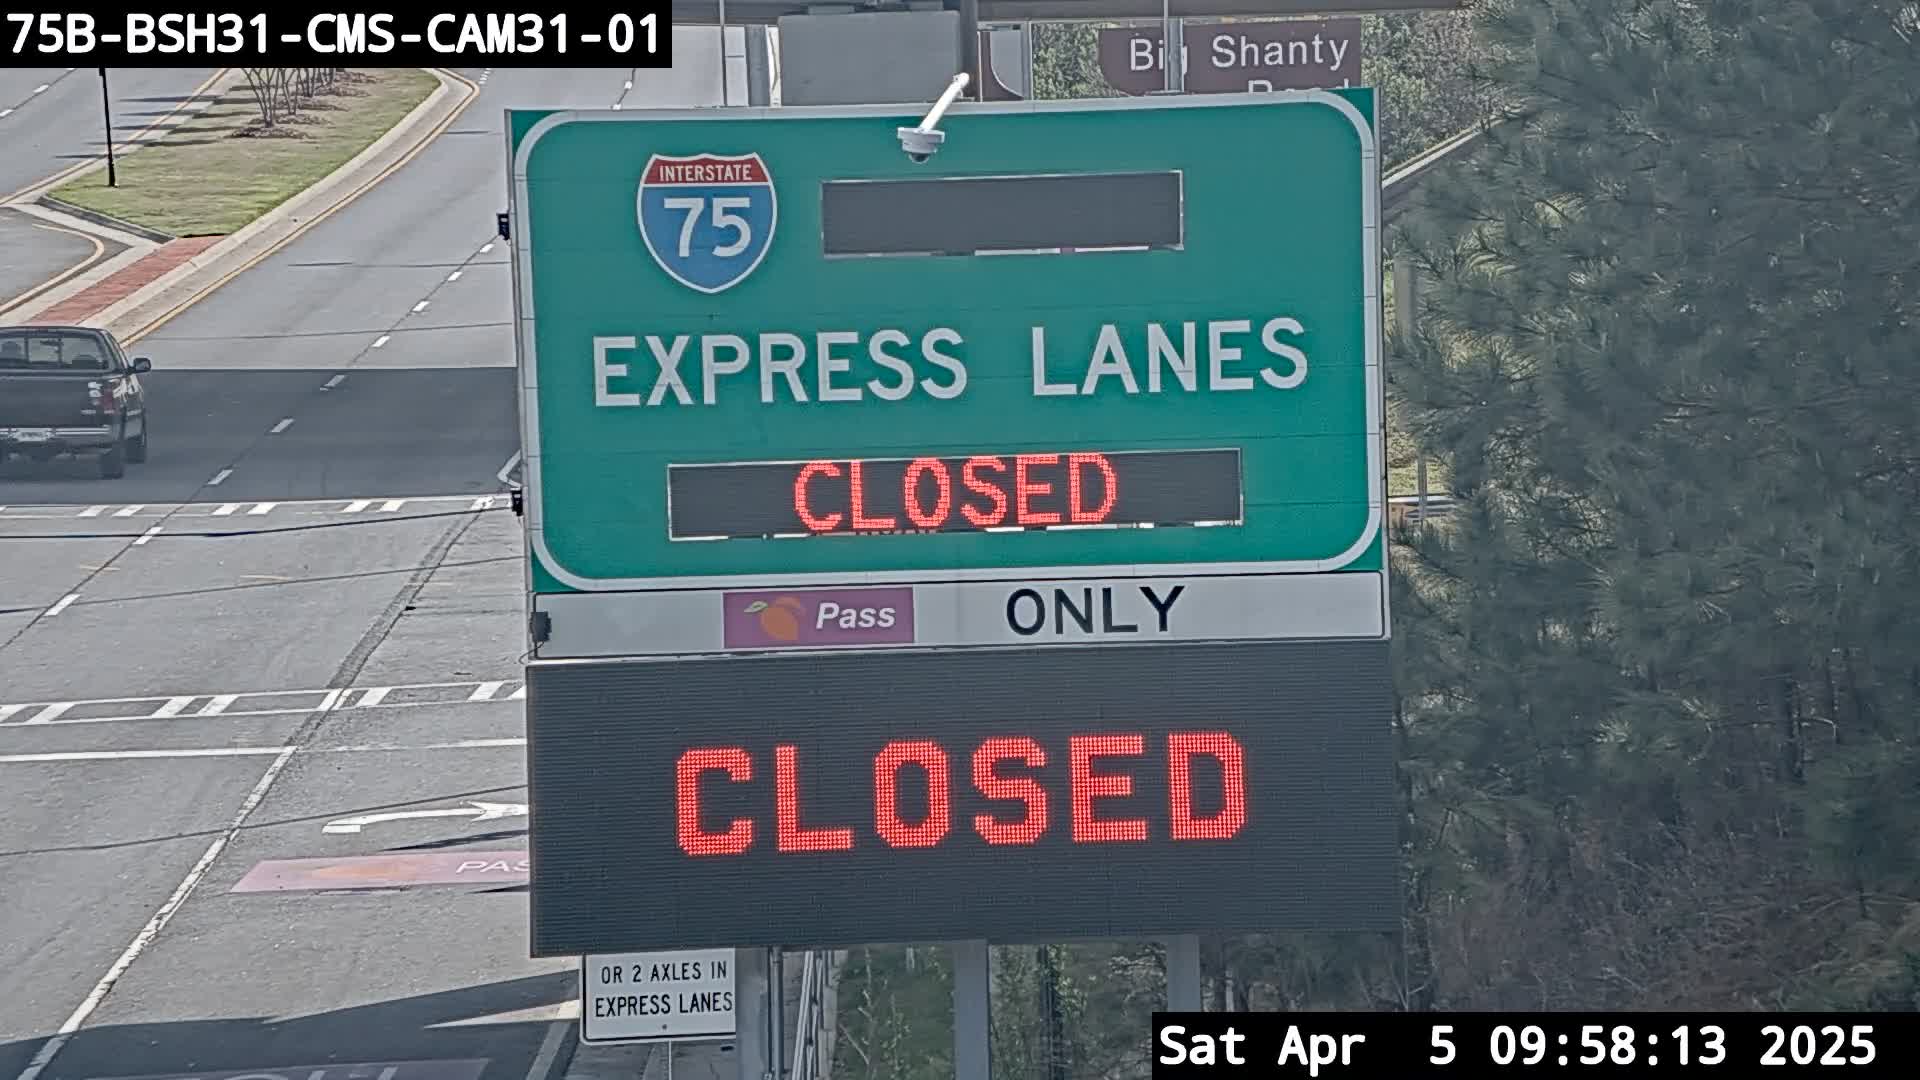 75B-BSH31-CMS-CAM31-01
Big Shanty
Road
INTERSTATE
75
EXPRESS LANES
CLOSED
Pass ONLY
CLOSED
OR 2 AXLES IN
EXPRESS LANES
Sat Apr 5 09:58:13 2025